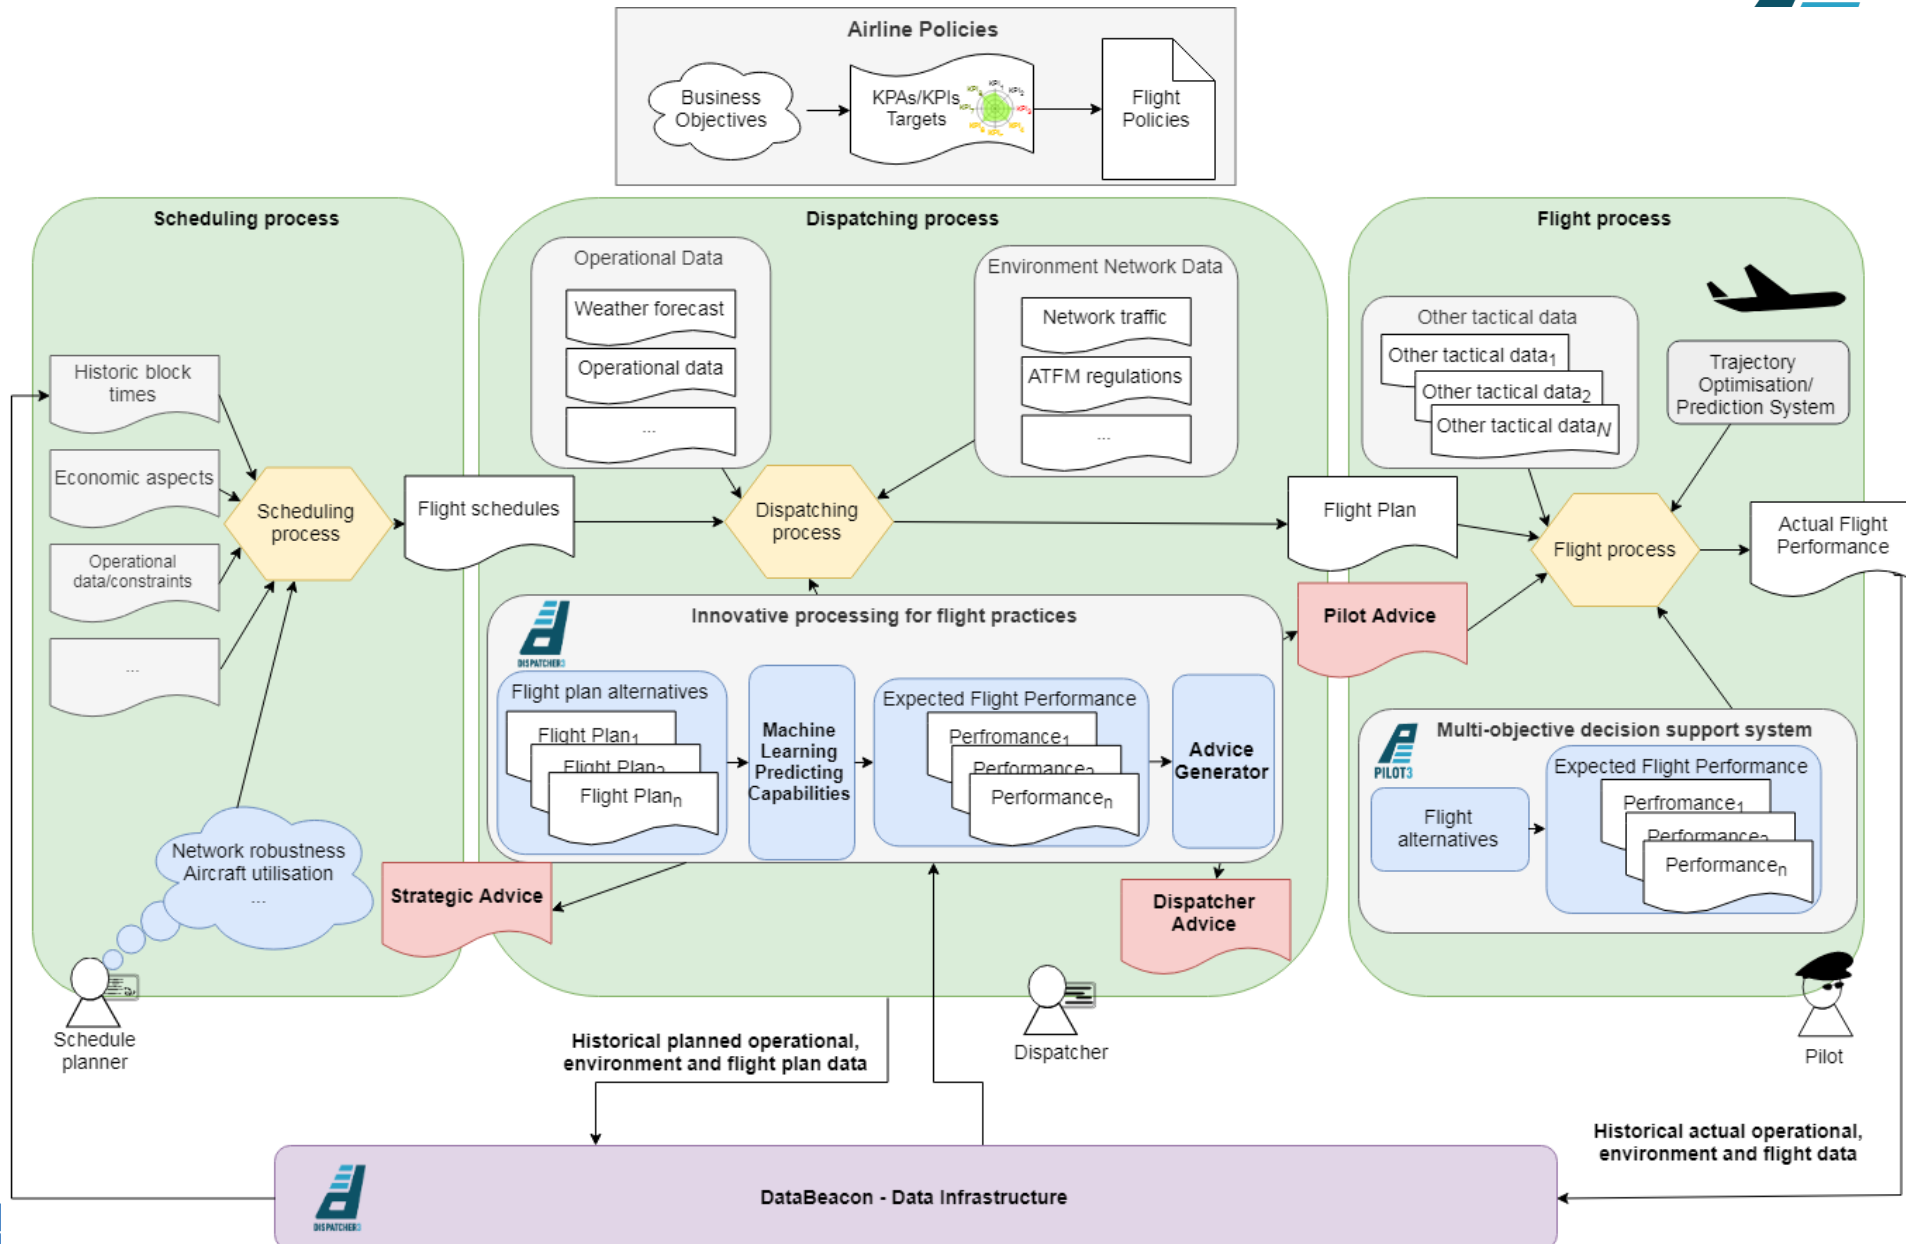 Airline Policies
Business
Objectives
KPAs/KPIs
Targets
Flight
Policies
Scheduling process
Historic block
times
Economic aspects
Operational
data/constraints
...
Scheduling
process
Flight schedules
Network robustness
Aircraft utilisation
...
Schedule
planner
Dispatching process
Operational Data
Weather forecast
Operational data
...
Environment Network Data
Network traffic
ATFM regulations
...
Dispatching
process
Flight Plan
Innovative processing for flight practices
DISPATCHER3
Flight plan alternatives
Flight Plan1
Flight Plan2
Flight Plann
Machine
Learning
Predicting
Capabilities
Expected Flight Performance
Perfromance1
Performance2
Performancen
Advice
Generator
Strategic Advice
Dispatcher
Advice
Pilot Advice
Dispatcher
Flight process
Other tactical data
Other tactical data1
Other tactical data2
Other tactical dataN
Trajectory
Optimisation/
Prediction System
Flight process
Actual Flight
Performance
PILOT3
Multi-objective decision support system
Flight
alternatives
Expected Flight Performance
Perfromance1
Performance2
Performancen
Pilot
Historical planned operational,
environment and flight plan data
Historical actual operational,
environment and flight data
DISPATCHER3
DataBeacon - Data Infrastructure